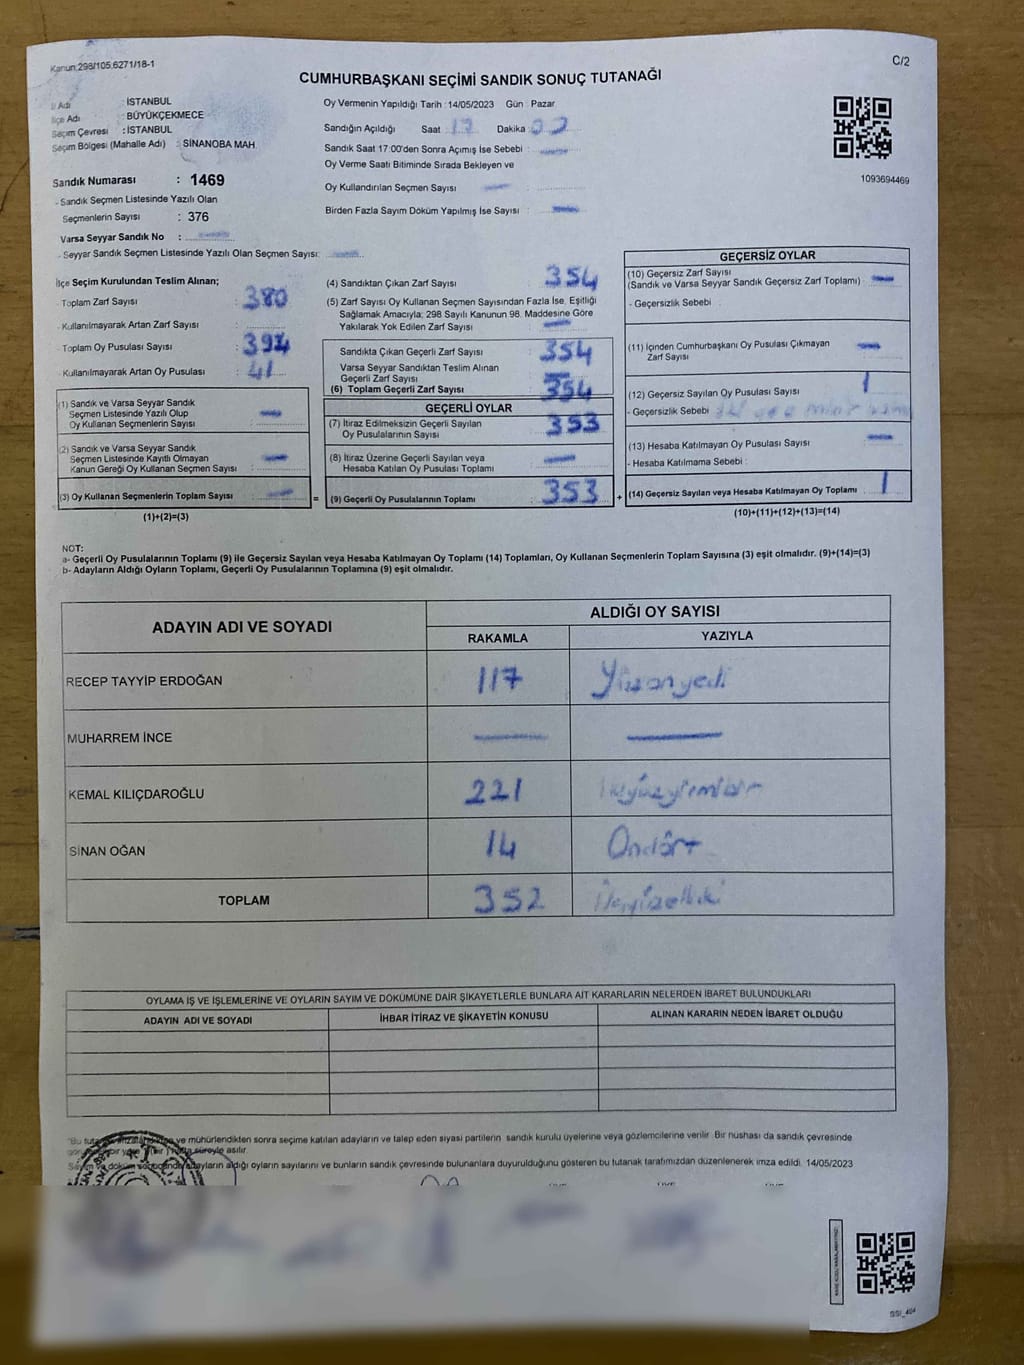 Kanun:298/105,6271/18-1
C/2
CUMHURBAŞKANI SEÇİMİ SANDIK SONUÇ TUTANAĞI
İl Adı : İSTANBUL
İlçe Adı : BÜYÜKÇEKMECE
Seçim Çevresi : İSTANBUL
Seçim Bölgesi (Mahalle Adı) : SİNANOBA MAH.
Sandık Numarası : 1469
- Sandık Seçmen Listesinde Yazılı Olan
Seçmenlerin Sayısı : 376
Varsa Seyyar Sandık No :
- Seyyar Sandık Seçmen Listesinde Yazılı Olan Seçmen Sayısı:
Oy Vermenin Yapıldığı Tarih : 14/05/2023 Gün : Pazar
Sandığın Açıldığı Saat 17 Dakika
Sandık Saat 17:00'den Sonra Açımış İse Sebebi :
Oy Verme Saati Bitiminde Sırada Bekleyen ve
Oy Kullandırılan Seçmen Sayısı :
Birden Fazla Sayım Döküm Yapılmış İse Sayısı :
1093694469
İlçe Seçim Kurulundan Teslim Alınan;
- Toplam Zarf Sayısı : 380
- Kullanılmayarak Artan Zarf Sayısı :
- Toplam Oy Pusulası Sayısı :
- Kullanılmayarak Artan Oy Pusulası : 41
(1) Sandık ve Varsa Seyyar Sandık
Seçmen Listesinde Yazılı Olup
Oy Kullanan Seçmenlerin Sayısı :
(2) Sandık ve Varsa Seyyar Sandık
Seçmen Listesinde Kayıtlı Olmayan
Kanun Gereği Oy Kullanan Seçmen Sayısı :
(3) Oy Kullanan Seçmenlerin Toplam Sayısı :
(1)+(2)=(3)
(4) Sandıktan Çıkan Zarf Sayısı : 354
(5) Zarf Sayısı Oy Kullanan Seçmen Sayısından Fazla İse, Eşitliği
Sağlamak Amacıyla; 298 Sayılı Kanunun 98. Maddesine Göre
Yakılarak Yok Edilen Zarf Sayısı :
Sandıkta Çıkan Geçerli Zarf Sayısı : 354
Varsa Seyyar Sandıktan Teslim Alınan
Geçerli Zarf Sayısı :
(6) Toplam Geçerli Zarf Sayısı : 354
GEÇERLİ OYLAR
(7) İtiraz Edilmeksizin Geçerli Sayılan
Oy Pusulalarının Sayısı : 353
(8) İtiraz Üzerine Geçerli Sayılan veya
Hesaba Katılan Oy Pusulası Toplamı :
= (9) Geçerli Oy Pusulalarının Toplamı : 353 +
GEÇERSİZ OYLAR
(10) Geçersiz Zarf Sayısı
(Sandık ve Varsa Seyyar Sandık Geçersiz Zarf Toplamı) :
- Geçersizlik Sebebi :
(11) İçinden Cumhurbaşkanı Oy Pusulası Çıkmayan
Zarf Sayısı :
(12) Geçersiz Sayılan Oy Pusulası Sayısı : 1
- Geçersizlik Sebebi :
(13) Hesaba Katılmayan Oy Pusulası Sayısı :
- Hesaba Katılmama Sebebi :
(14) Geçersiz Sayılan veya Hesaba Katılmayan Oy Toplamı : 1
(10)+(11)+(12)+(13)=(14)
NOT:
a- Geçerli Oy Pusulalarının Toplamı (9) ile Geçersiz Sayılan veya Hesaba Katılmayan Oy Toplamı (14) Toplamları, Oy Kullanan Seçmenlerin Toplam Sayısına (3) eşit olmalıdır. (9)+(14)=(3)
b- Adayların Aldığı Oyların Toplamı, Geçerli Oy Pusulalarının Toplamına (9) eşit olmalıdır.
ADAYIN ADI VE SOYADI
ALDIĞI OY SAYISI
RAKAMLA YAZIYLA
RECEP TAYYİP ERDOĞAN 117 Yüzonyedi
MUHARREM İNCE
KEMAL KILIÇDAROĞLU 221 İkiyüzyirmibir
SİNAN OĞAN 14 Ondört
TOPLAM 352 Üçyüzelliiki
OYLAMA İŞ VE İŞLEMLERİNE VE OYLARIN SAYIM VE DÖKÜMÜNE DAİR ŞİKAYETLERLE BUNLARA AİT KARARLARIN NELERDEN İBARET BULUNDUKLARI
ADAYIN ADI VE SOYADI İHBAR İTİRAZ VE ŞİKAYETİN KONUSU ALINAN KARARIN NEDEN İBARET OLDUĞU
"Bu ve mühürlendikten sonra seçime katılan adayların ve talep eden siyasi partilerin sandık kurulu üyelerine veya gözlemcilerine verilir. Bir nüshası da sandık çevresinde
süreyle asılır.
Sayım ve döküm sonucunda adayların aldığı oyların sayılarını ve bunların sandık çevresinde bulunanlara duyurulduğunu gösteren bu tutanak tarafımızdan düzenlenerek imza edildi. 14/05/2023